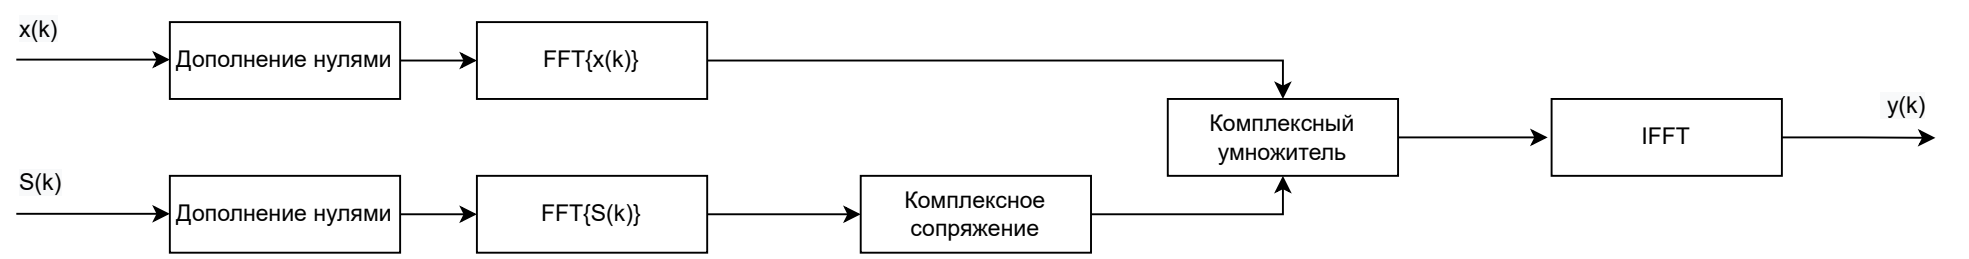 x(k)
Дополнение нулями
FFT{x(k)}
Комплексный
умножитель
IFFT
y(k)
S(k)
Дополнение нулями
FFT{S(k)}
Комплексное
сопряжение